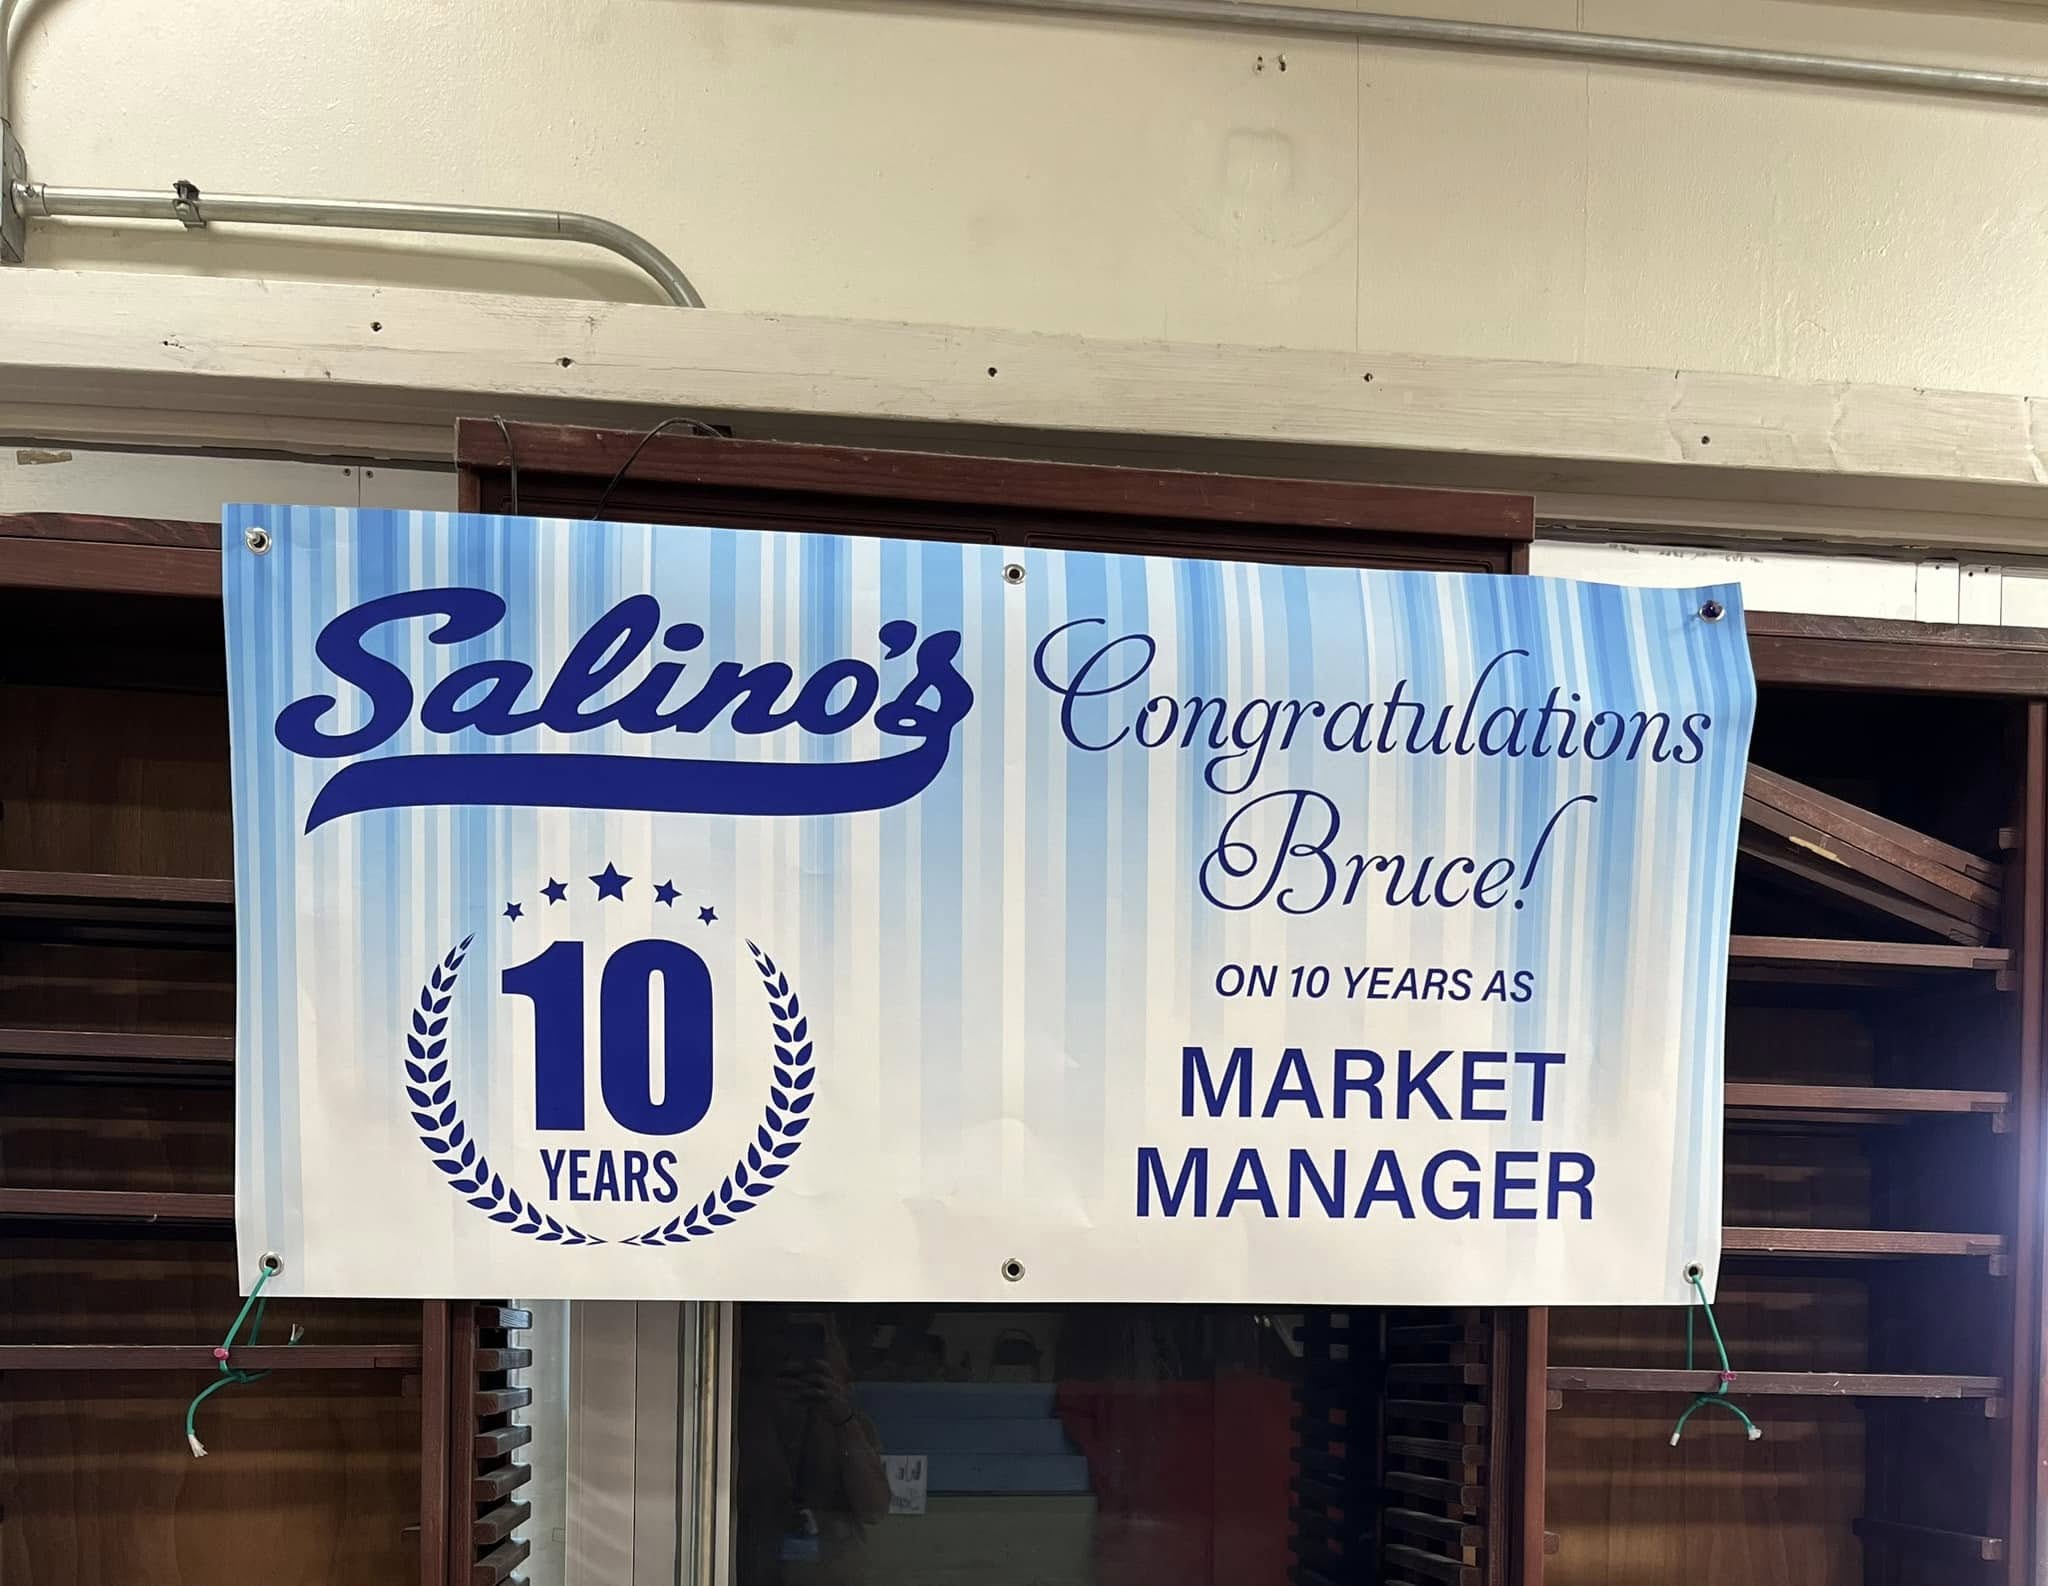 Salino's
10
YEARS
Congratulations
Bruce!
ON 10 YEARS AS
MARKET
MANAGER